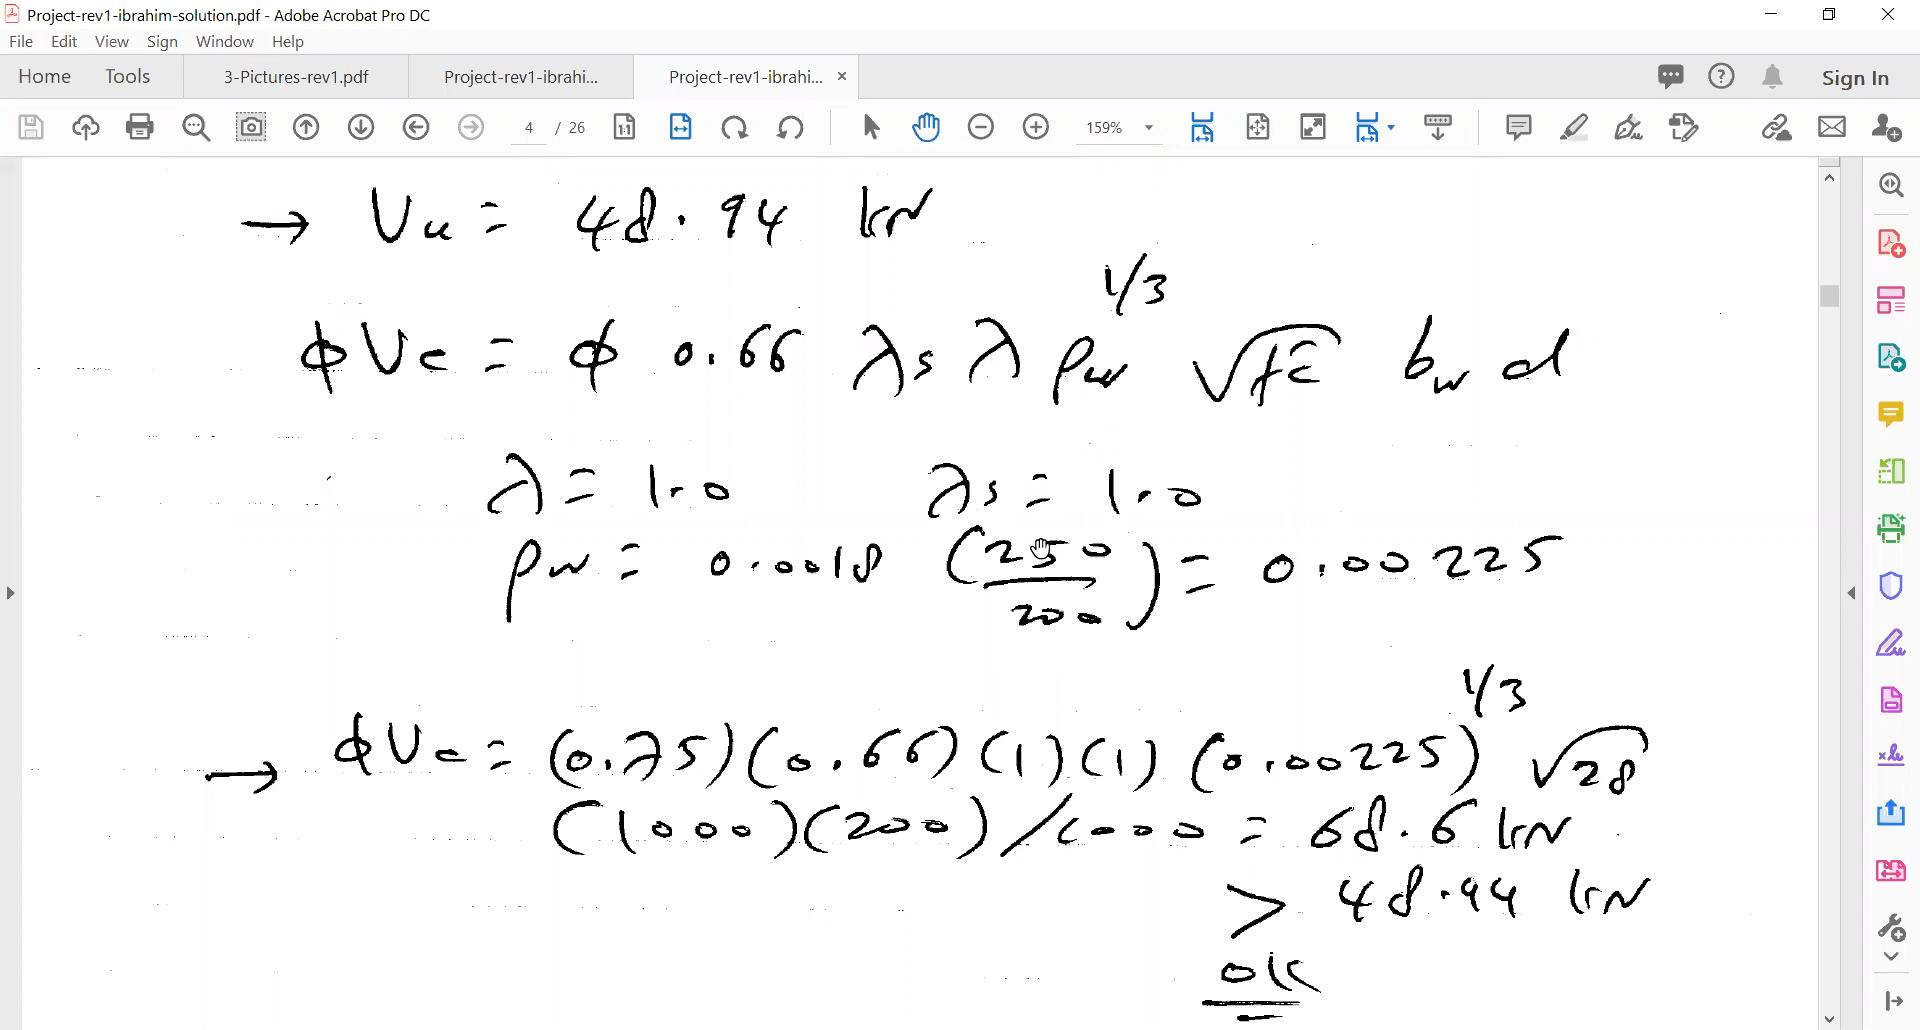 Project-rev1-ibrahim-solution.pdf - Adobe Acrobat Pro DC
File Edit View Sign Window Help
Home Tools 3-Pictures-rev1.pdf Project-rev1-ibrahi... Project-rev1-ibrahi... × Sign In
4 / 26 159%
→ Vu = 48.94 kN
ΦVc = Φ 0.66 λs λ ρw^1/3 √fc' bw d
λ = 1.0 λs = 1.0
ρw = 0.0018 (250/200) = 0.00225
→ ΦVc = (0.75)(0.66)(1)(1)(0.00225)^1/3 √28
(1000)(200)/1000 = 68.6 kN
> 48.94 kN
ok